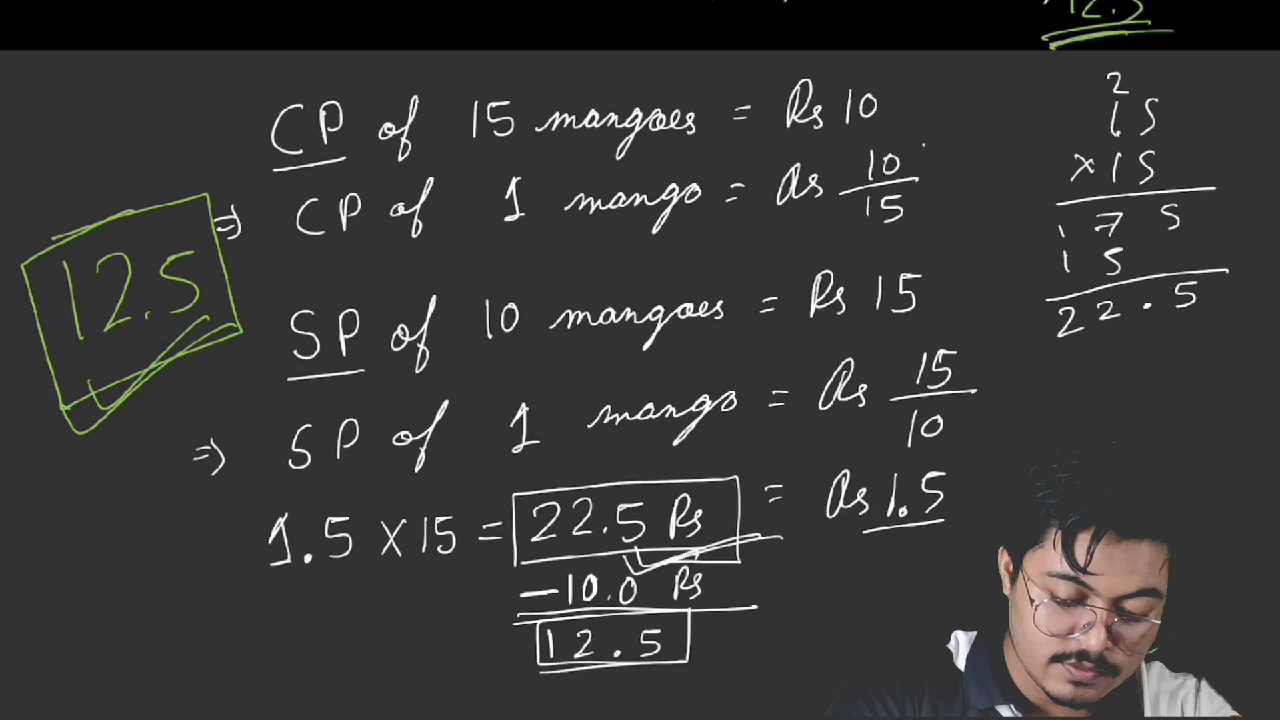 12.5
CP of 15 mangoes = Rs 10
⇒ CP of 1 mango = Rs 10/15
SP of 10 mangoes = Rs 15
⇒ SP of 1 mango = Rs 15/10
= Rs 1.5
1.5 × 15 = 22.5 Rs
− 10.0 Rs
12.5
12.5
2
15
×15
175
15
22.5